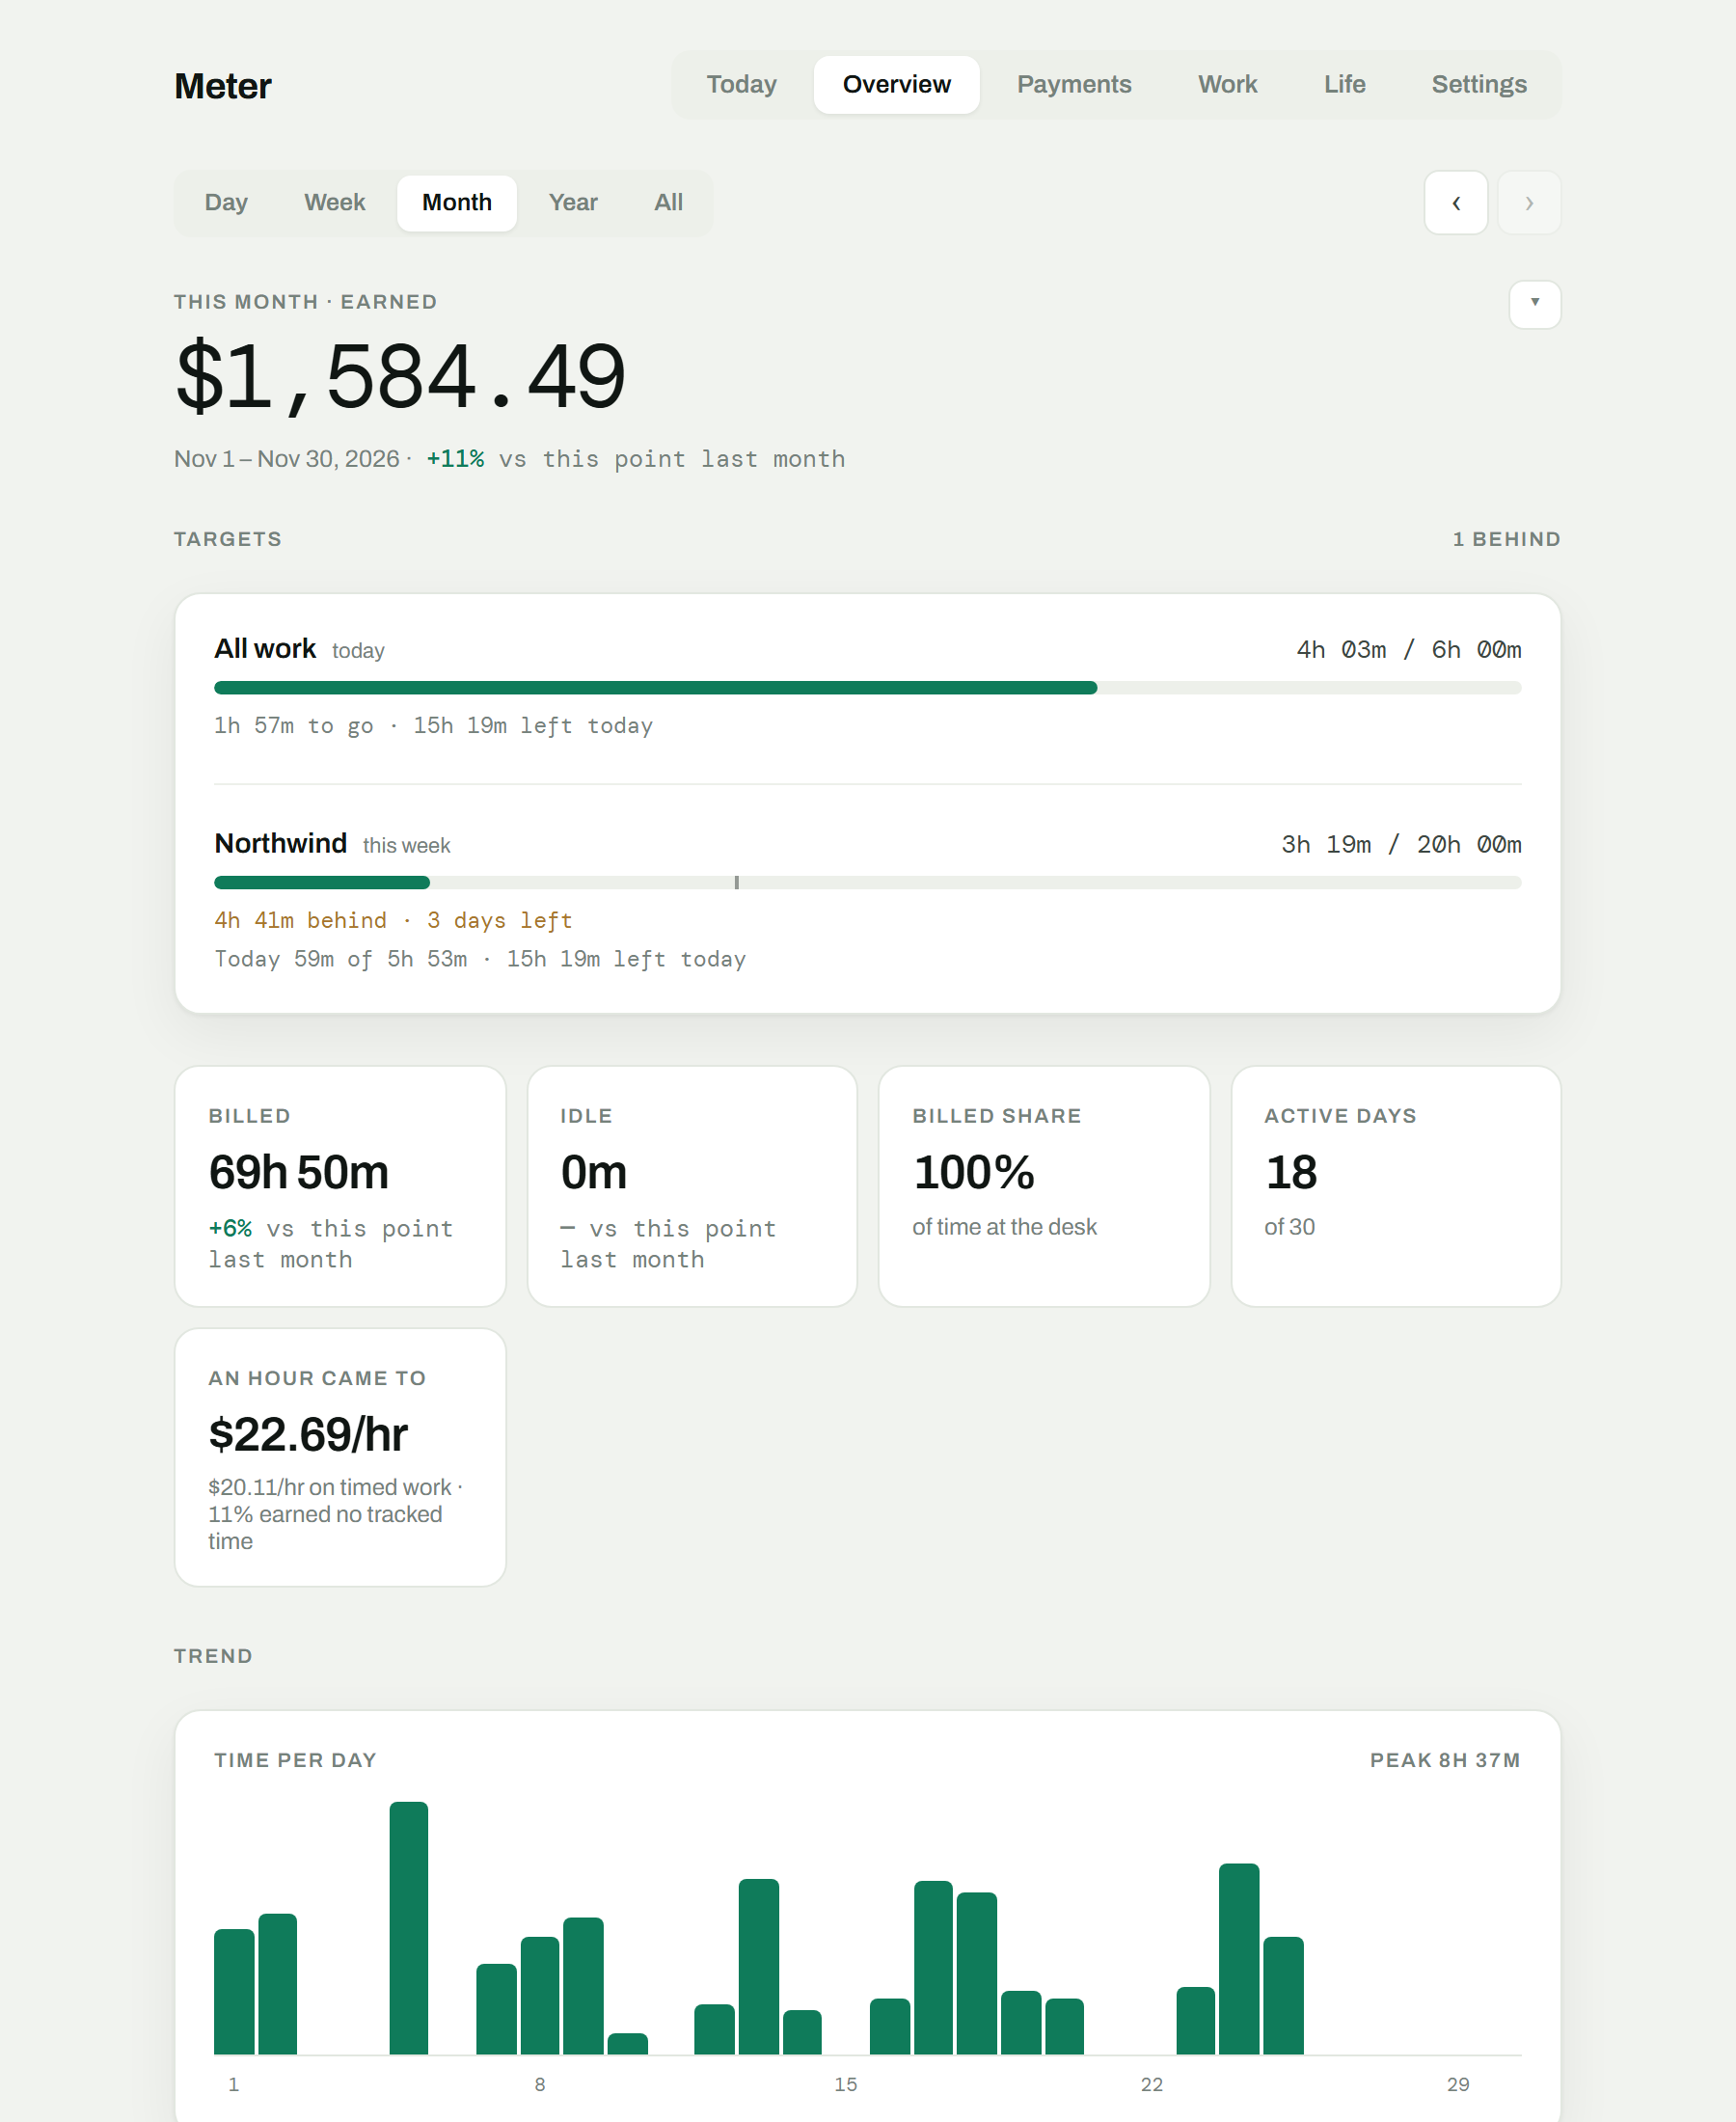 Meter
Today Overview Payments Work Life Settings
Day Week Month Year All
‹ ›
THIS MONTH · EARNED
▼
$1,584.49
Nov 1 – Nov 30, 2026 · +11% vs this point last month
TARGETS 1 BEHIND
All work today 4h 03m / 6h 00m
1h 57m to go · 15h 19m left today
Northwind this week 3h 19m / 20h 00m
4h 41m behind · 3 days left
Today 59m of 5h 53m · 15h 19m left today
BILLED
69h 50m
+6% vs this point
last month
IDLE
0m
— vs this point
last month
BILLED SHARE
100%
of time at the desk
ACTIVE DAYS
18
of 30
AN HOUR CAME TO
$22.69/hr
$20.11/hr on timed work ·
11% earned no tracked
time
TREND
TIME PER DAY PEAK 8H 37M
1 8 15 22 29